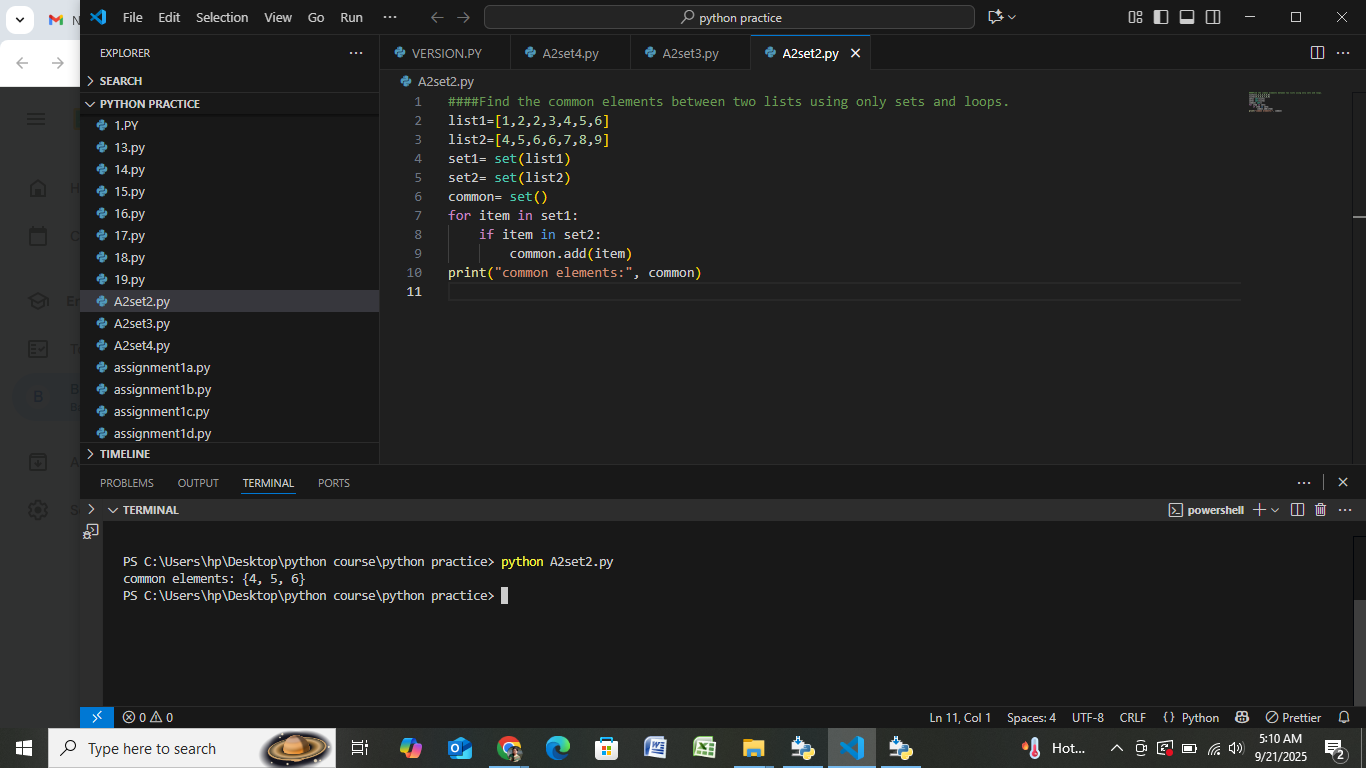 N
File Edit Selection View Go Run ···
python practice
EXPLORER ···
SEARCH
PYTHON PRACTICE
1.PY
13.py
14.py
15.py
16.py
17.py
18.py
19.py
A2set2.py
A2set3.py
A2set4.py
assignment1a.py
assignment1b.py
assignment1c.py
assignment1d.py
TIMELINE
VERSION.PY A2set4.py A2set3.py A2set2.py
A2set2.py
1 ####Find the common elements between two lists using only sets and loops.
2 list1=[1,2,2,3,4,5,6]
3 list2=[4,5,6,6,7,8,9]
4 set1= set(list1)
5 set2= set(list2)
6 common= set()
7 for item in set1:
8 if item in set2:
9 common.add(item)
10 print("common elements:", common)
11
B
PROBLEMS OUTPUT TERMINAL PORTS
TERMINAL
powershell
PS C:\Users\hp\Desktop\python course\python practice> python A2set2.py
common elements: {4, 5, 6}
PS C:\Users\hp\Desktop\python course\python practice>
0 0
Ln 11, Col 1 Spaces: 4 UTF-8 CRLF {} Python Prettier
Type here to search
Hot...
5:10 AM
9/21/2025
2